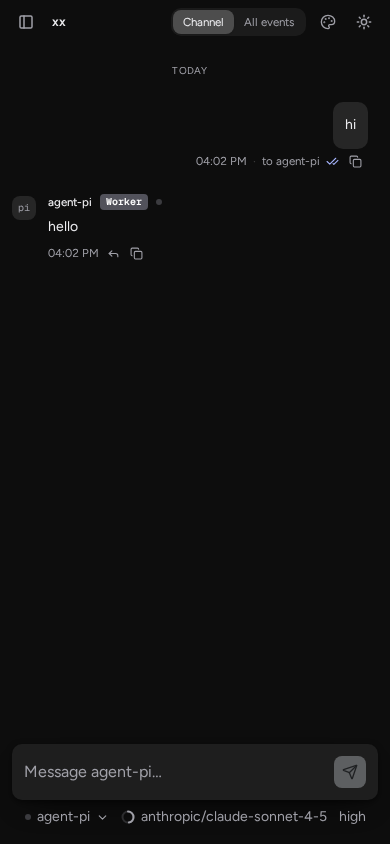 xx
Channel All events
TODAY
hi
04:02 PM · to agent-pi
pi agent-pi Worker
hello
04:02 PM
Message agent-pi...
agent-pi anthropic/claude-sonnet-4-5 high